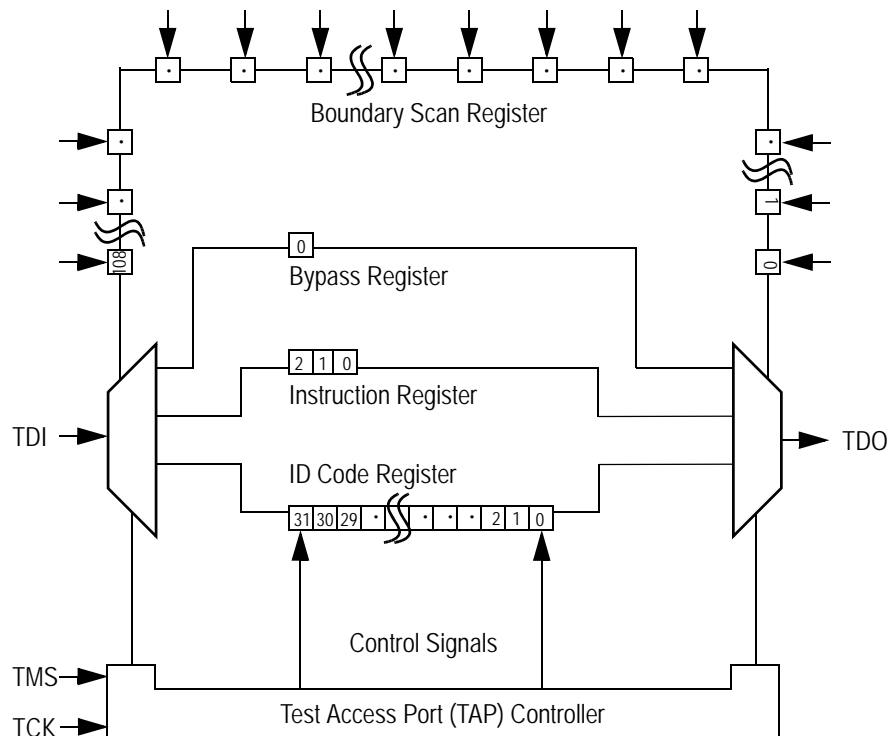 Boundary Scan Register
1
108
0
0
Bypass Register
2 1 0
Instruction Register
TDI
TDO
ID Code Register
31 30 29 · · · · 2 1 0
Control Signals
TMS
Test Access Port (TAP) Controller
TCK